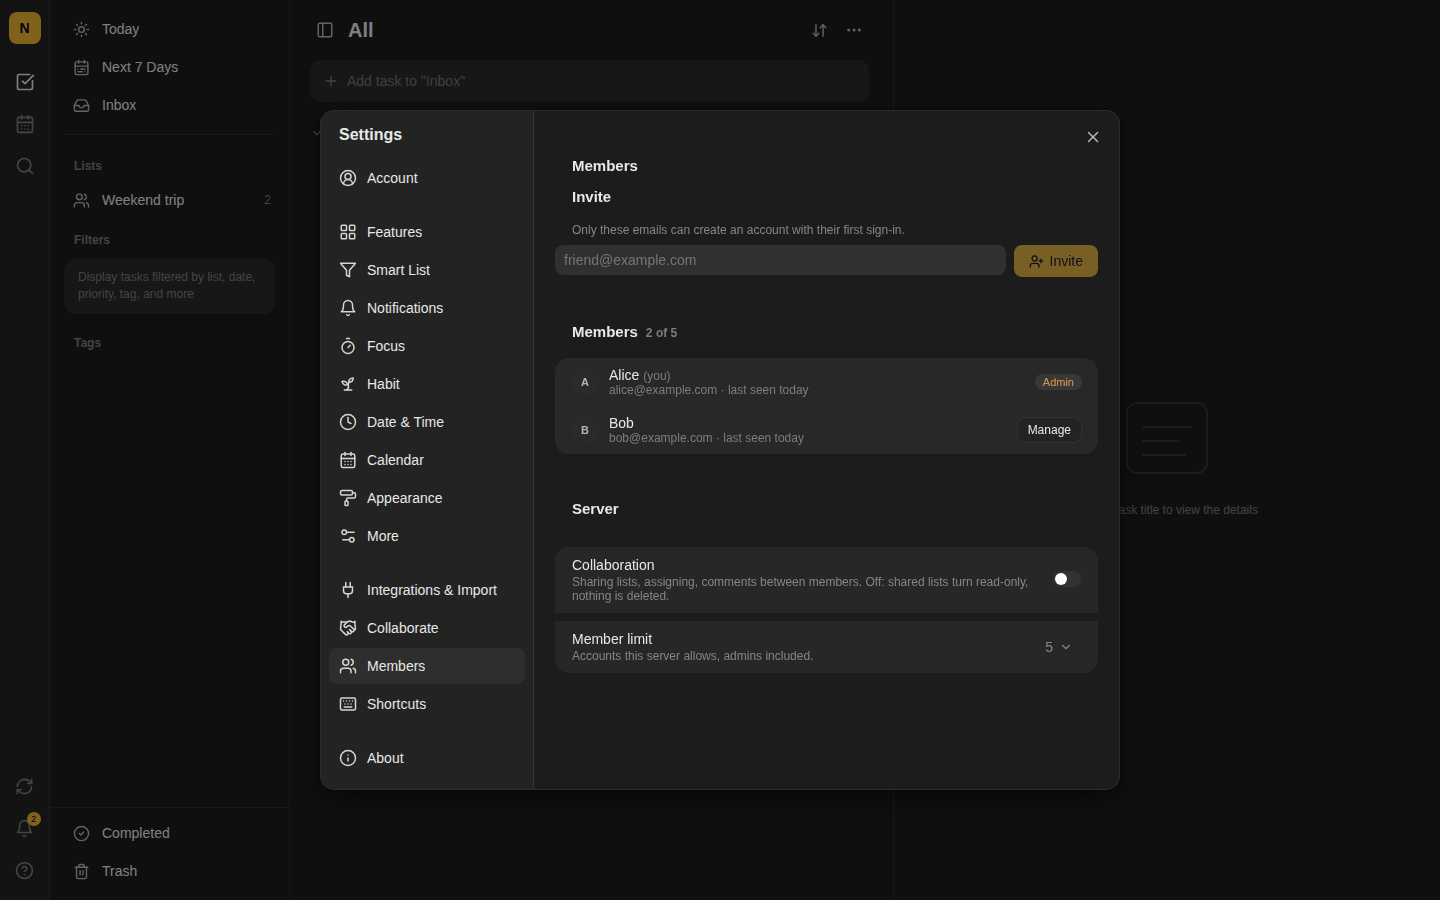 N
Today
Next 7 Days
Inbox
Lists
Weekend trip
2
Filters
Display tasks filtered by list, date,
priority, tag, and more
Tags
2
Completed
Trash
All
Add task to "Inbox"
Settings
Account
Features
Smart List
Notifications
Focus
Habit
Date & Time
Calendar
Appearance
More
Integrations & Import
Collaborate
Members
Shortcuts
About
Members
Invite
Only these emails can create an account with their first sign-in.
friend@example.com
Invite
Members 2 of 5
A
Alice (you)
alice@example.com · last seen today
Admin
B
Bob
bob@example.com · last seen today
Manage
Server
Collaboration
Sharing lists, assigning, comments between members. Off: shared lists turn read-only,
nothing is deleted.
Member limit
Accounts this server allows, admins included.
5
title to view the details